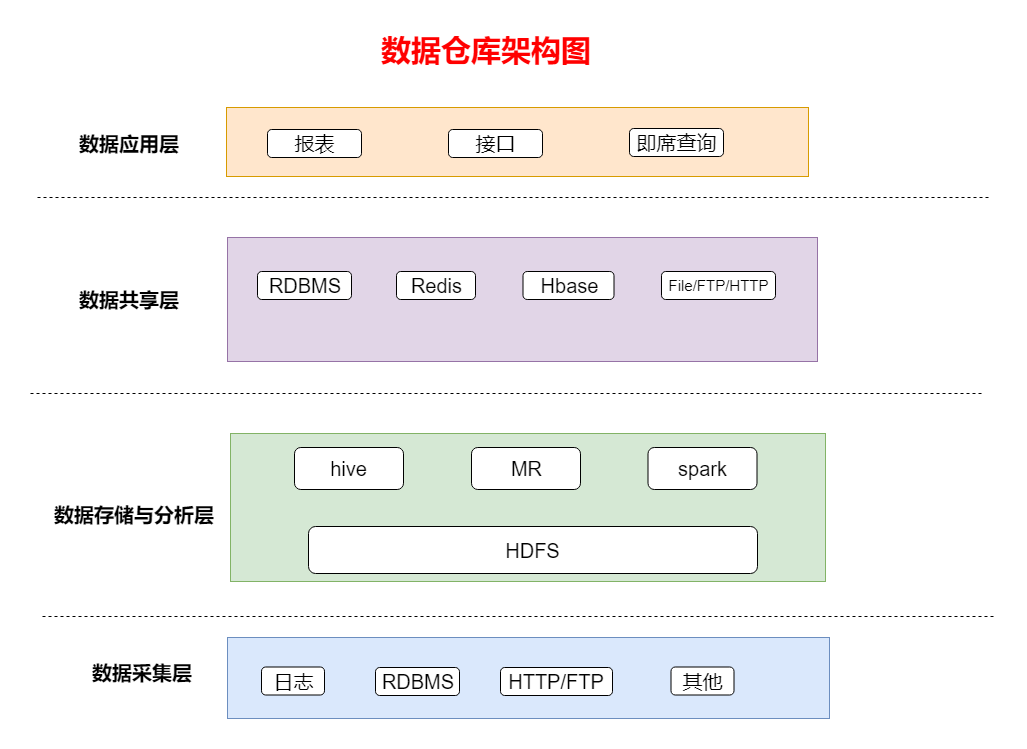 数据仓库架构图
数据应用层
报表
接口
即席查询
数据共享层
RDBMS
Redis
Hbase
File/FTP/HTTP
数据存储与分析层
hive
MR
spark
HDFS
数据采集层
日志
RDBMS
HTTP/FTP
其他